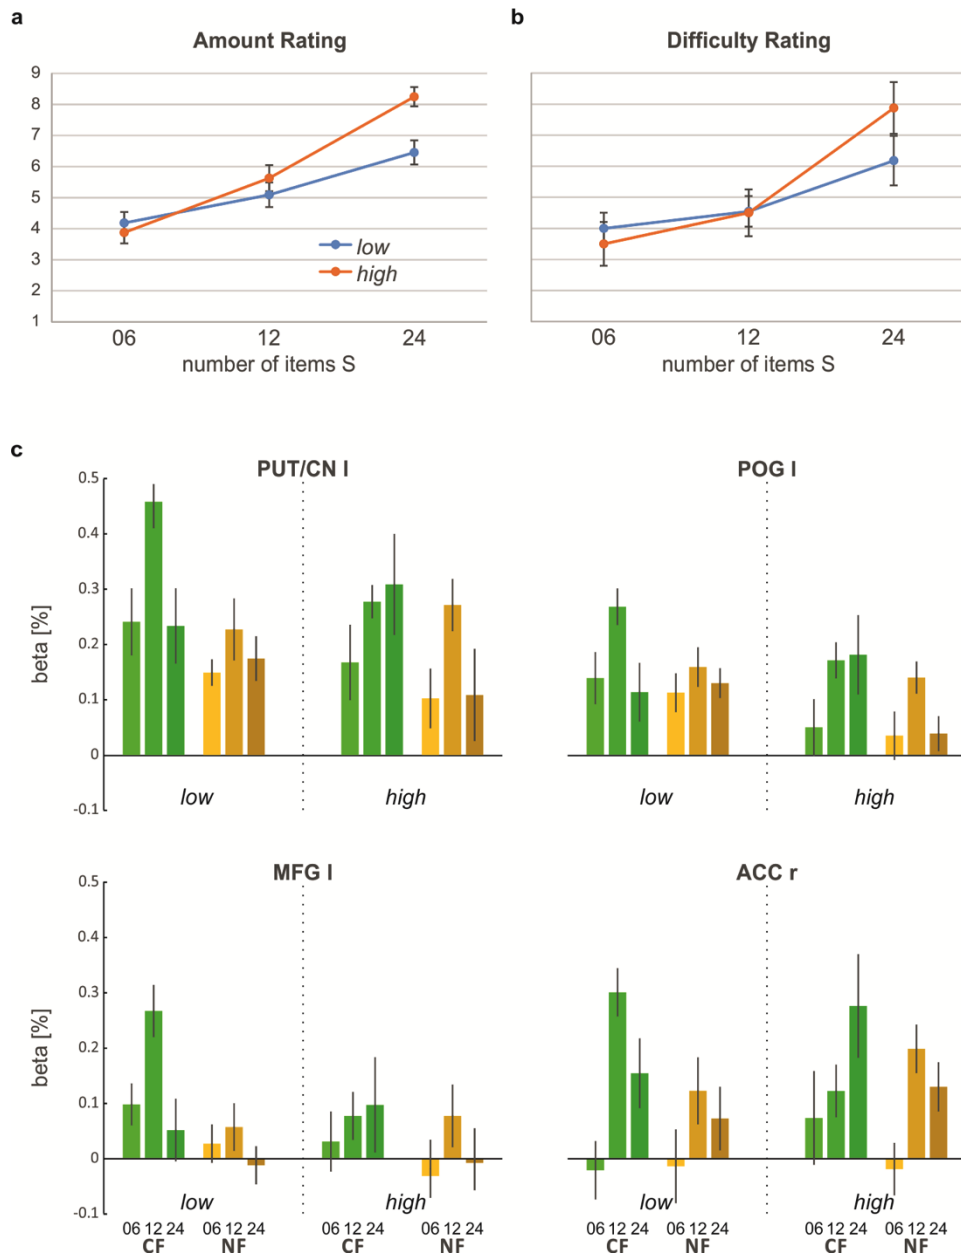 a
Amount Rating
9
8
7
6
5
4
3
2
1
low
high
06 12 24
number of items S
b
Difficulty Rating
06 12 24
number of items S
c
PUT/CN l
0.5
0.4
0.3
0.2
0.1
0
-0.1
beta [%]
low high
POG l
low high
MFG l
0.5
0.4
0.3
0.2
0.1
0
-0.1
beta [%]
low high
06 12 24 06 12 24 06 12 24 06 12 24
CF NF CF NF
ACC r
low high
06 12 24 06 12 24 06 12 24 06 12 24
CF NF CF NF